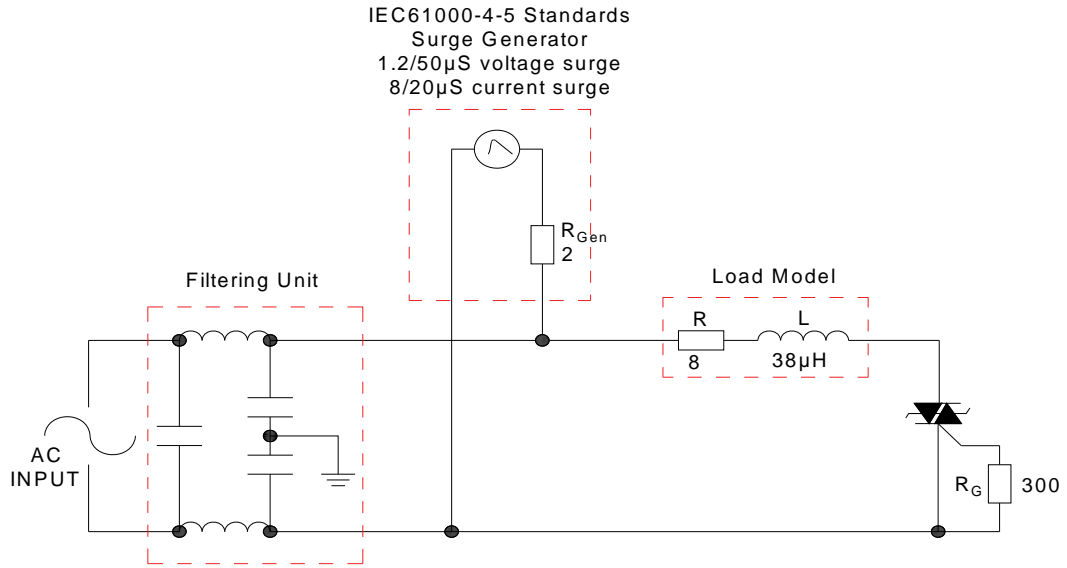 IEC61000-4-5 Standards
Surge Generator
1.2/50µS voltage surge
8/20µS current surge
RGen
2
Filtering Unit
Load Model
R
L
8
38µH
AC
INPUT
RG
300